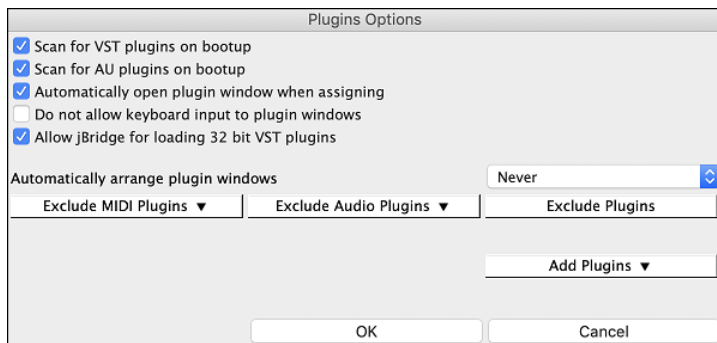 Plugins Options
Scan for VST plugins on bootup
Scan for AU plugins on bootup
Automatically open plugin window when assigning
Do not allow keyboard input to plugin windows
Allow jBridge for loading 32 bit VST plugins
Automatically arrange plugin windows Never
Exclude MIDI Plugins ▼ Exclude Audio Plugins ▼ Exclude Plugins
Add Plugins ▼
OK Cancel